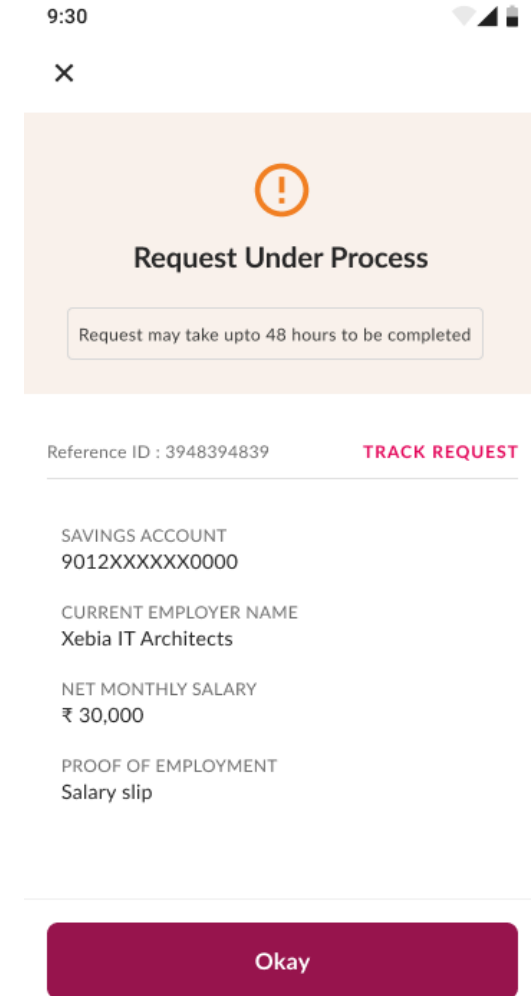 9:30
Request Under Process
Request may take upto 48 hours to be completed
Reference ID : 3948394839 TRACK REQUEST
SAVINGS ACCOUNT
9012XXXXXX0000
CURRENT EMPLOYER NAME
Xebia IT Architects
NET MONTHLY SALARY
₹ 30,000
PROOF OF EMPLOYMENT
Salary slip
Okay